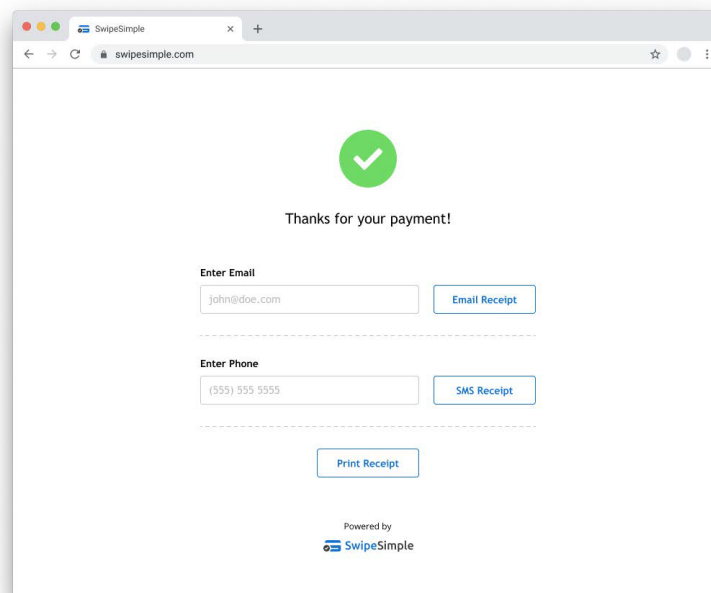 SwipeSimple
swipesimple.com
Thanks for your payment!
Enter Email
john@doe.com
Email Receipt
Enter Phone
(555) 555 5555
SMS Receipt
Print Receipt
Powered by
SwipeSimple